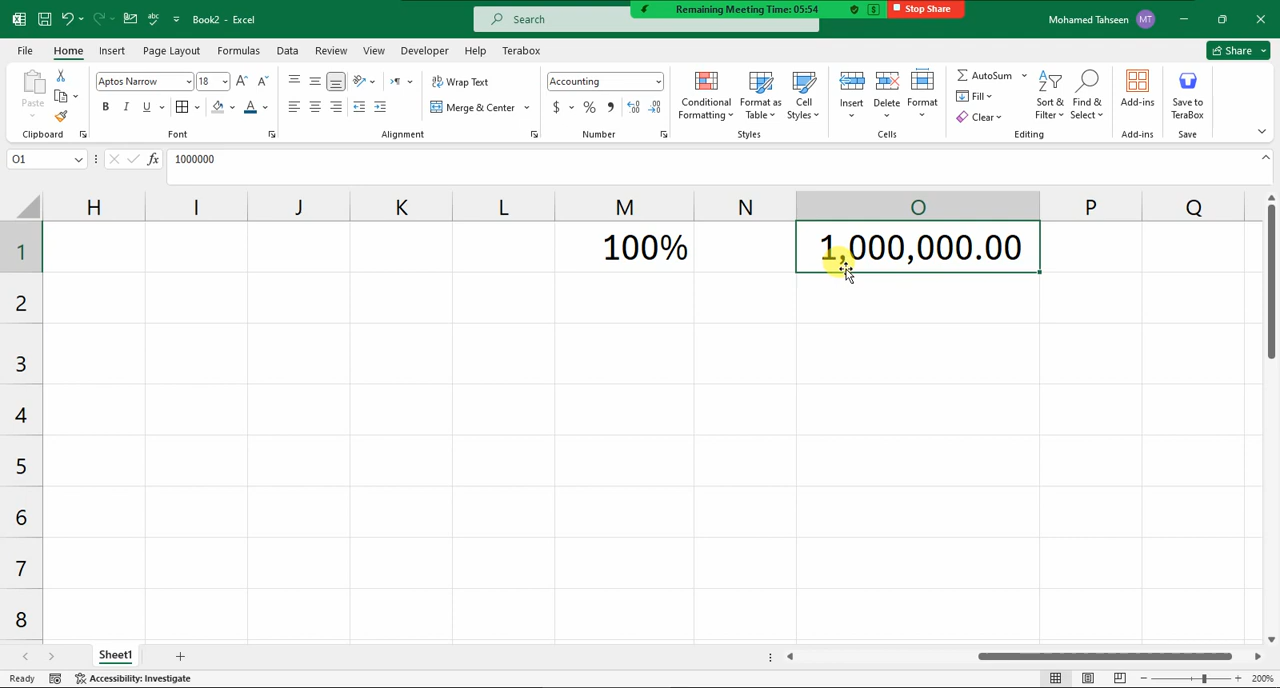 Book2 - Excel
Search
Remaining Meeting Time: 05:54
Stop Share
Mohamed Tahseen MT
File Home Insert Page Layout Formulas Data Review View Developer Help Terabox
Share
Paste
Clipboard
Aptos Narrow 18
B I U
Font
Wrap Text
Merge & Center
Alignment
Accounting
$ % ,
Number
Conditional Formatting
Format as Table
Cell Styles
Styles
Insert Delete Format
Cells
AutoSum
Fill
Clear
Sort & Filter
Find & Select
Editing
Add-ins
Add-ins
Save to TeraBox
Save
O1 fx 1000000
H I J K L M N O P Q
1 100% 1,000,000.00
2
3
4
5
6
7
8
Sheet1
Ready Accessibility: Investigate 200%